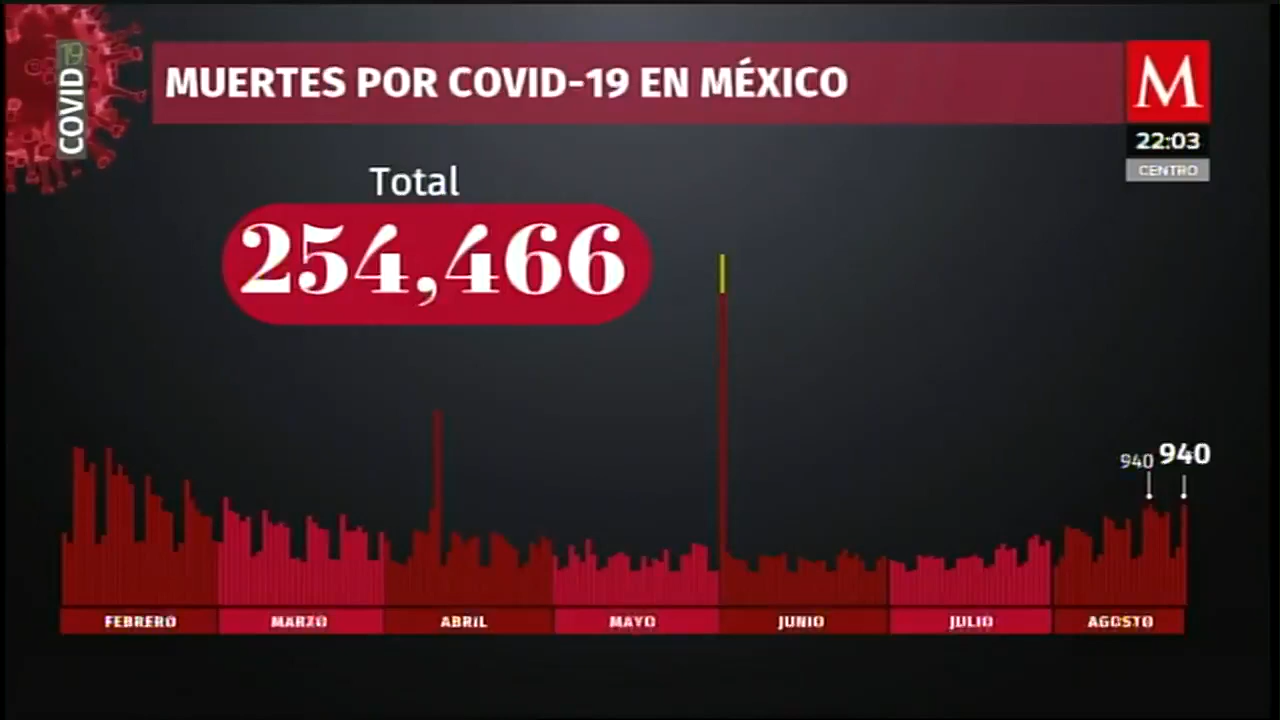 COVID 19
MUERTES POR COVID-19 EN MÉXICO
M
22:03
CENTRO
Total
254,466
940 940
FEBRERO MARZO ABRIL MAYO JUNIO JULIO AGOSTO